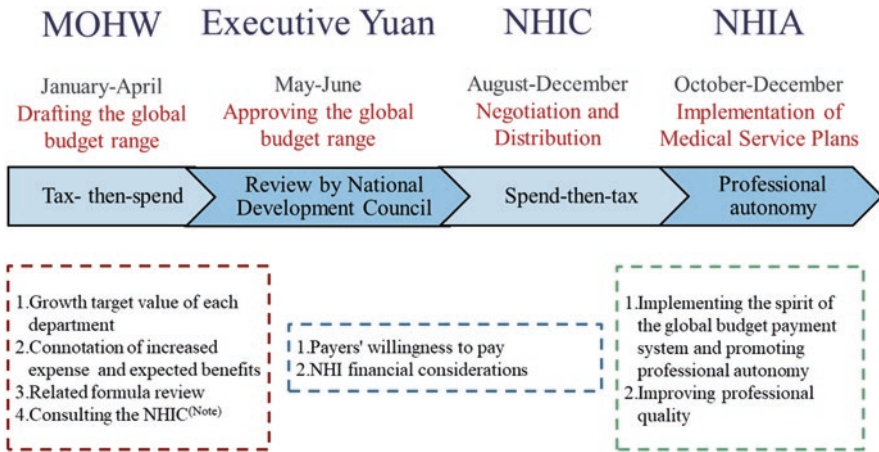 MOHW
Executive Yuan
NHIC
NHIA
January-April
May-June
August-December
October-December
Drafting the global
budget range
Approving the global
budget range
Negotiation and
Distribution
Implementation of
Medical Service Plans
Tax- then-spend
Review by National
Development Council
Spend-then-tax
Professional
autonomy
1.Growth target value of each
department
2.Connotation of increased
expense and expected benefits
3.Related formula review
4.Consulting the NHIC(Note)
1.Payers' willingness to pay
2.NHI financial considerations
1.Implementing the spirit of
the global budget payment
system and promoting
professional autonomy
2.Improving professional
quality